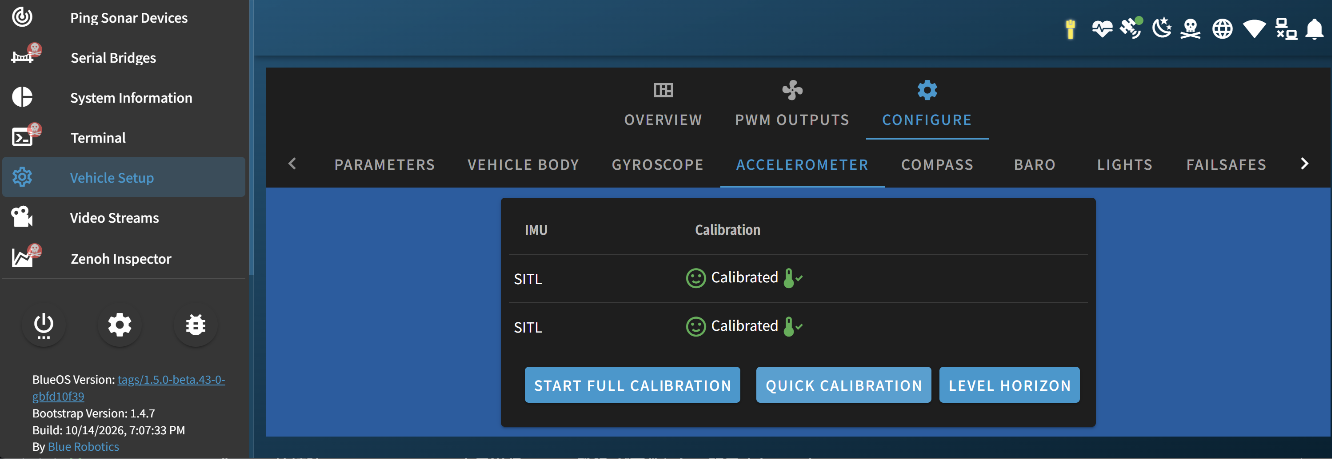 Ping Sonar Devices
Serial Bridges
System Information
Terminal
Vehicle Setup
Video Streams
Zenoh Inspector
BlueOS Version: tags/1.5.0-beta.43-0-
gbfd10f39
Bootstrap Version: 1.4.7
Build: 10/14/2026, 7:07:33 PM
By Blue Robotics
OVERVIEW PWM OUTPUTS CONFIGURE
PARAMETERS VEHICLE BODY GYROSCOPE ACCELEROMETER COMPASS BARO LIGHTS FAILSAFES
IMU Calibration
SITL Calibrated
SITL Calibrated
START FULL CALIBRATION QUICK CALIBRATION LEVEL HORIZON